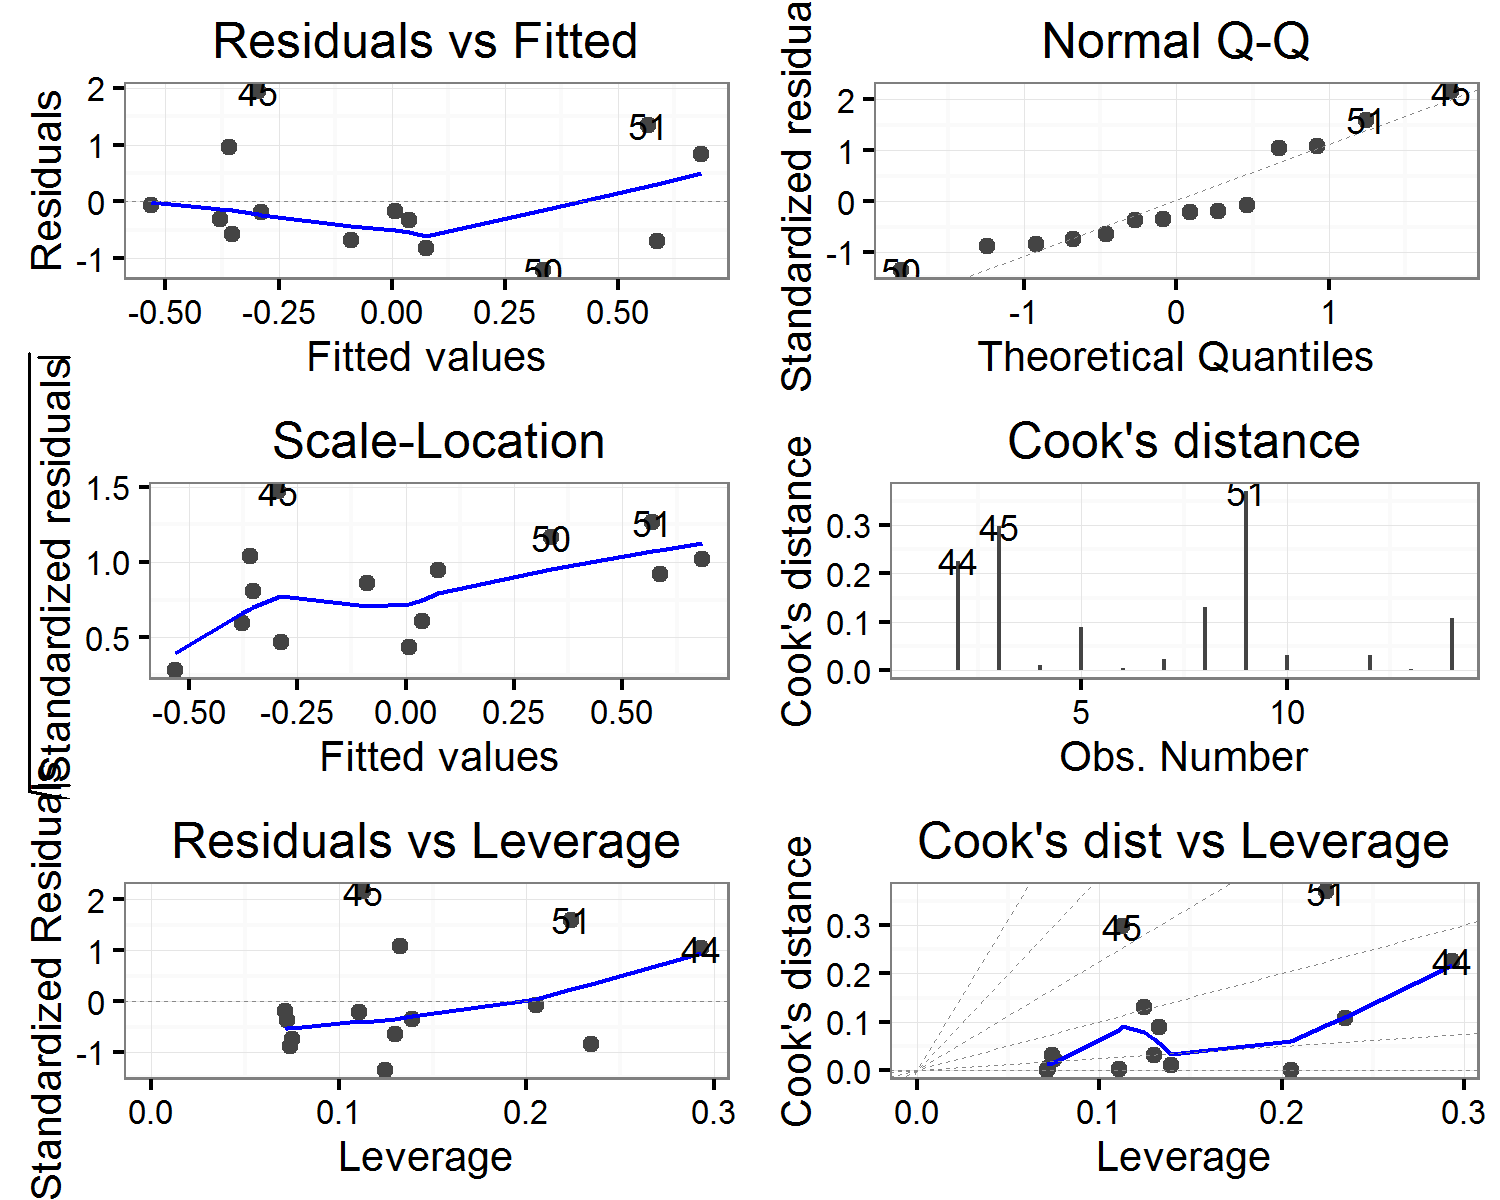 Residuals vs Fitted
Residuals
2
1
0
-1
45
51
50
-0.50 -0.25 0.00 0.25 0.50
Fitted values
Normal Q-Q
Standardized residua
2
1
0
-1
45
51
50
-1 0 1
Theoretical Quantiles
Scale-Location
Standardized residuals
1.5
1.0
0.5
45
50
51
-0.50 -0.25 0.00 0.25 0.50
Fitted values
Cook's distance
Cook's distance
0.3
0.2
0.1
0.0
44
45
51
5 10
Obs. Number
Residuals vs Leverage
Standardized Residuals
2
1
0
-1
45
51
44
0.0 0.1 0.2 0.3
Leverage
Cook's dist vs Leverage
Cook's distance
0.3
0.2
0.1
0.0
45
51
44
0.0 0.1 0.2 0.3
Leverage